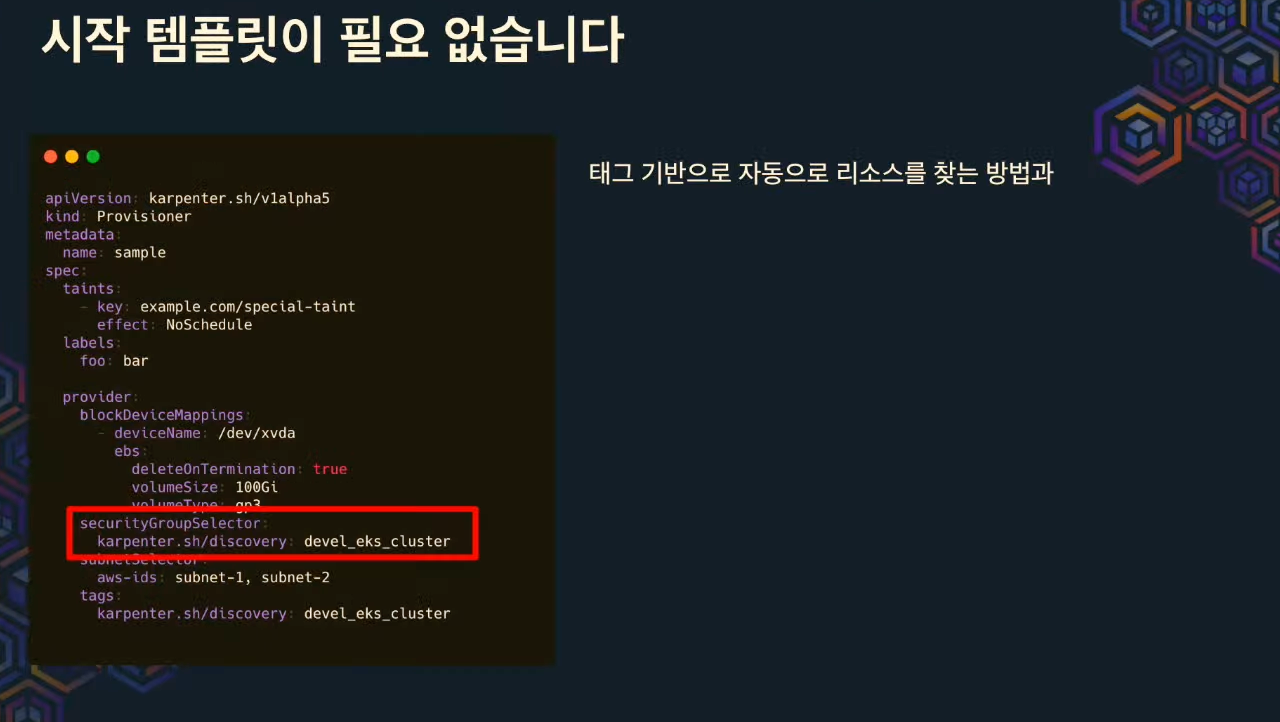 시작 템플릿이 필요 없습니다
태그 기반으로 자동으로 리소스를 찾는 방법과
apiVersion: karpenter.sh/v1alpha5
kind: Provisioner
metadata:
  name: sample
spec:
  taints:
    - key: example.com/special-taint
      effect: NoSchedule
  labels:
    foo: bar
  provider:
    blockDeviceMappings:
      - deviceName: /dev/xvda
        ebs:
          deleteOnTermination: true
          volumeSize: 100Gi
          volumeType: gp3
    securityGroupSelector:
      karpenter.sh/discovery: devel_eks_cluster
    subnetSelector:
      aws-ids: subnet-1, subnet-2
    tags:
      karpenter.sh/discovery: devel_eks_cluster